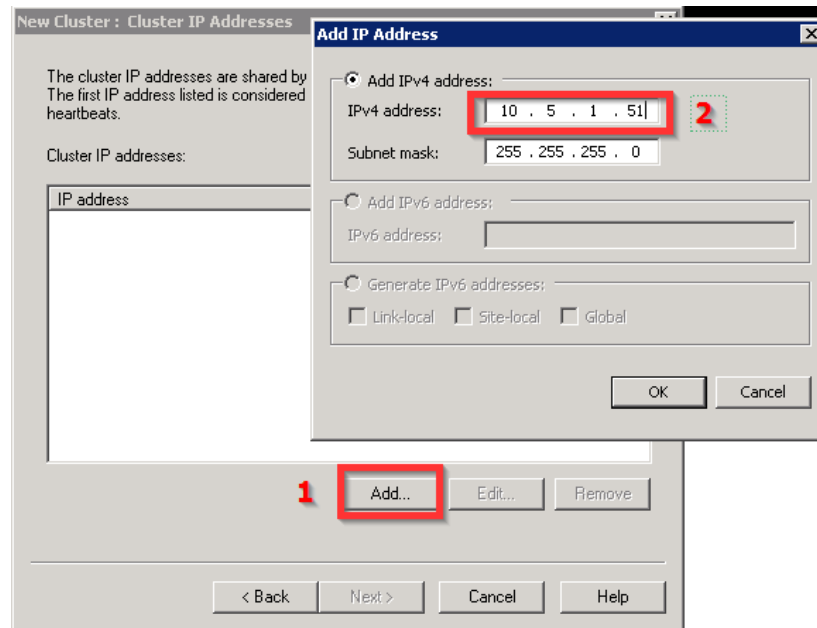 New Cluster : Cluster IP Addresses
The cluster IP addresses are shared by
The first IP address listed is considered
heartbeats.
Cluster IP addresses:
IP address
1
Add...
Edit...
Remove
< Back
Next >
Cancel
Help
Add IP Address
Add IPv4 address:
IPv4 address:
10 . 5 . 1 . 51
2
Subnet mask:
255 . 255 . 255 . 0
Add IPv6 address:
IPv6 address:
Generate IPv6 addresses:
Link-local
Site-local
Global
OK
Cancel